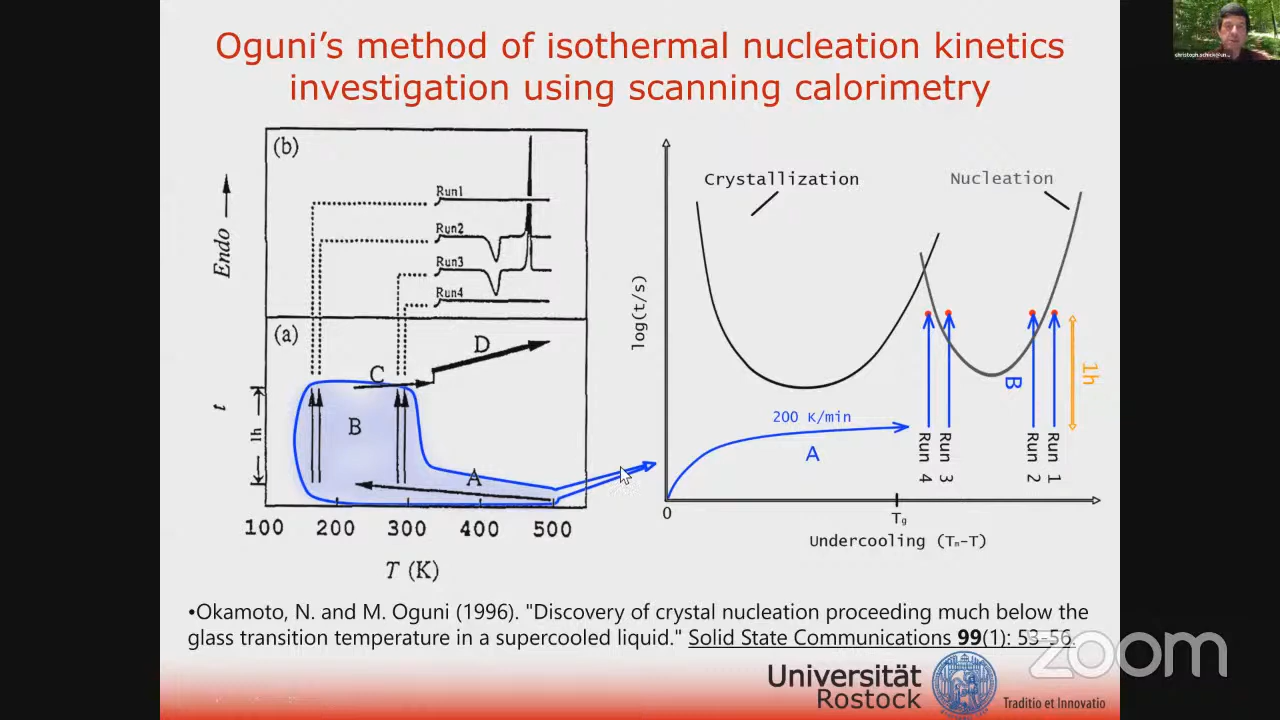 Oguni's method of isothermal nucleation kinetics
investigation using scanning calorimetry
christoph.schick@un...
(b)
Endo
Run1
Run2
Run3
Run4
(a)
D
C
B
A
t
1h
100 200 300 400 500
T (K)
Crystallization
Nucleation
log(t/s)
200 K/min
A
B
1h
Run 4
Run 3
Run 2
Run 1
0
Tg
Undercooling (Tm-T)
•Okamoto, N. and M. Oguni (1996). "Discovery of crystal nucleation proceeding much below the
glass transition temperature in a supercooled liquid." Solid State Communications 99(1): 53-56.
zoom
Universität
Rostock
Traditio et Innovatio